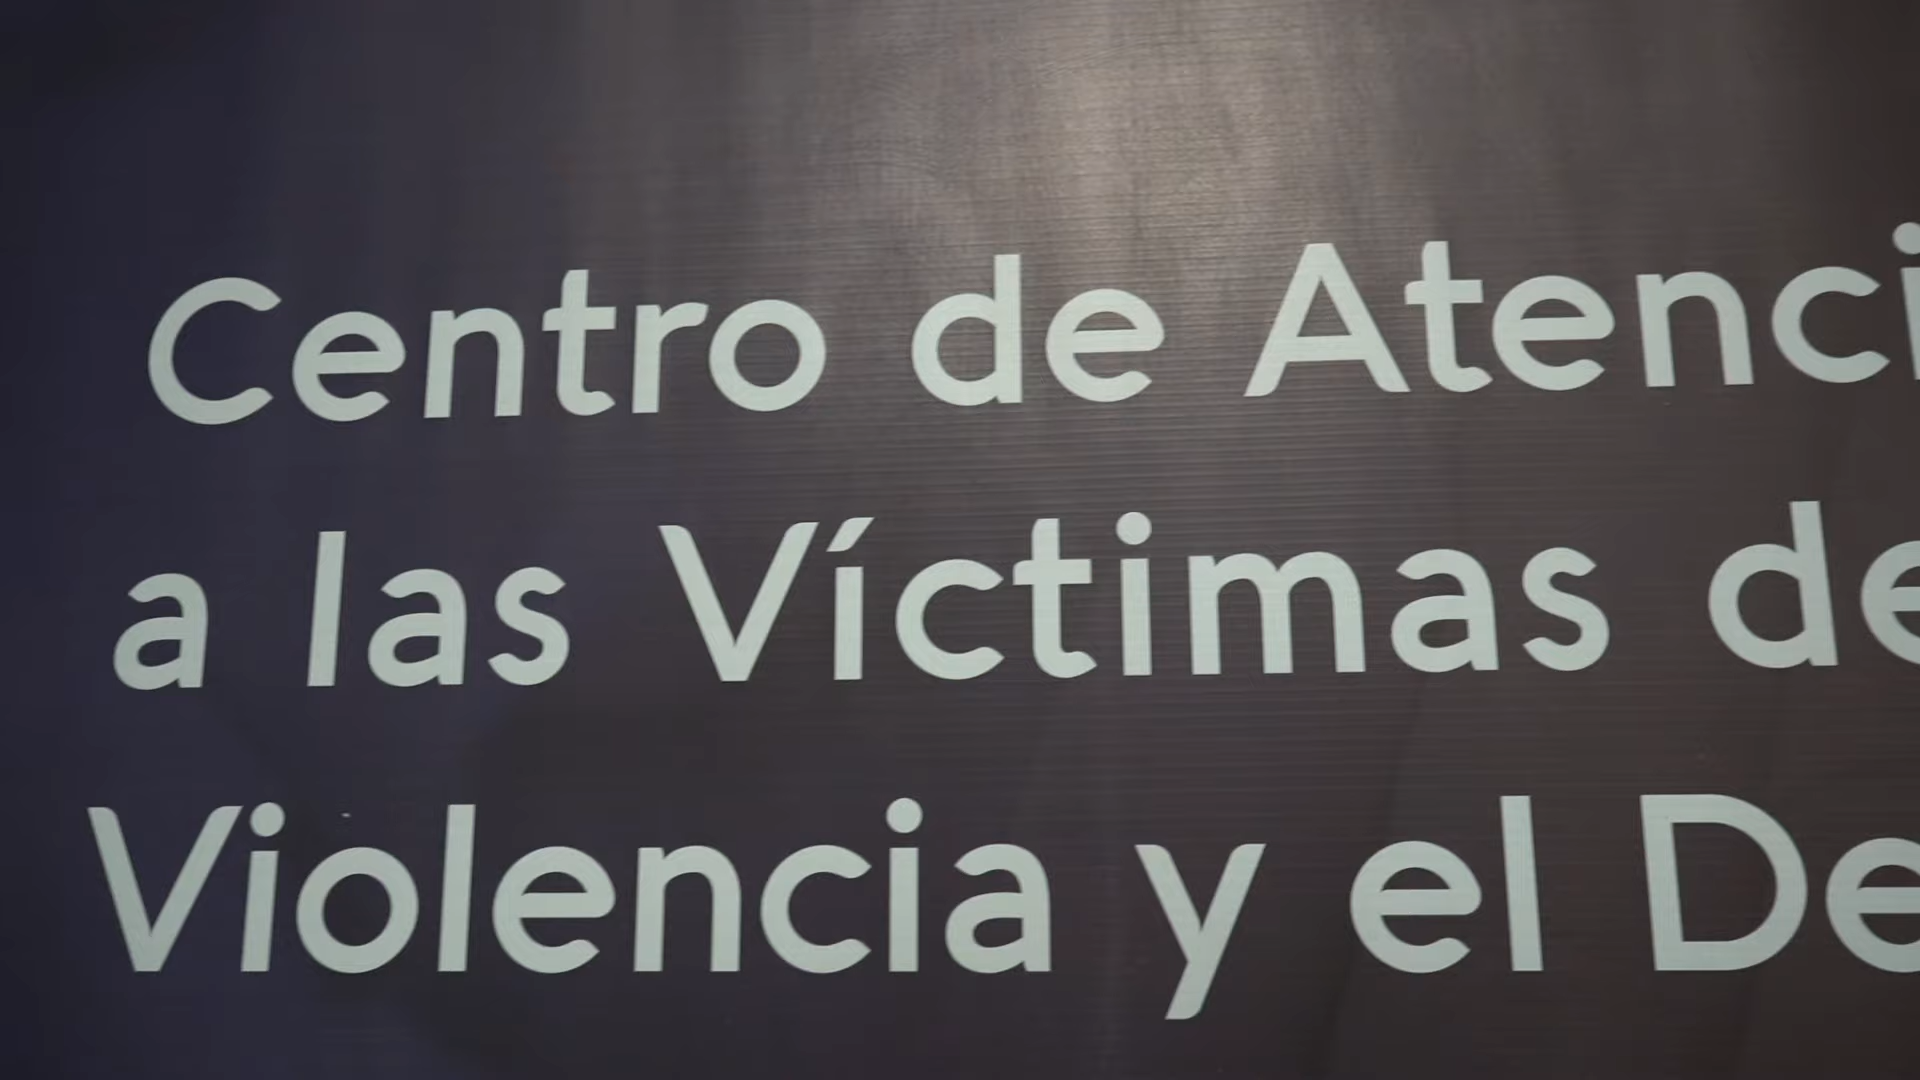 Centro de Atenci
a las Víctimas de
Violencia y el De